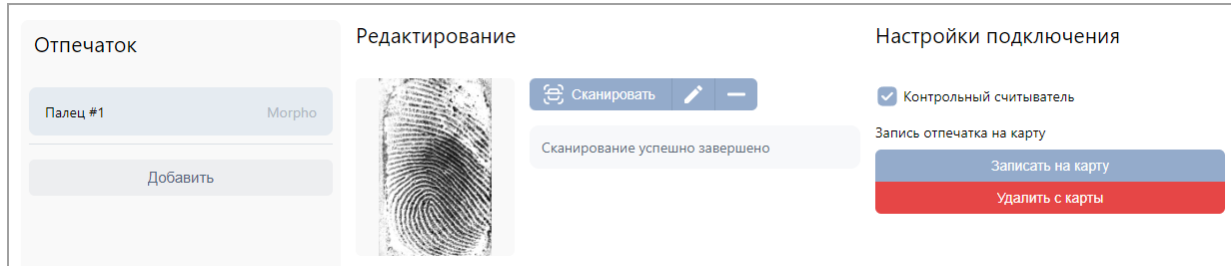 Отпечаток
Палец #1 Morpho
Добавить
Редактирование
Сканировать
Сканирование успешно завершено
Настройки подключения
Контрольный считыватель
Запись отпечатка на карту
Записать на карту
Удалить с карты